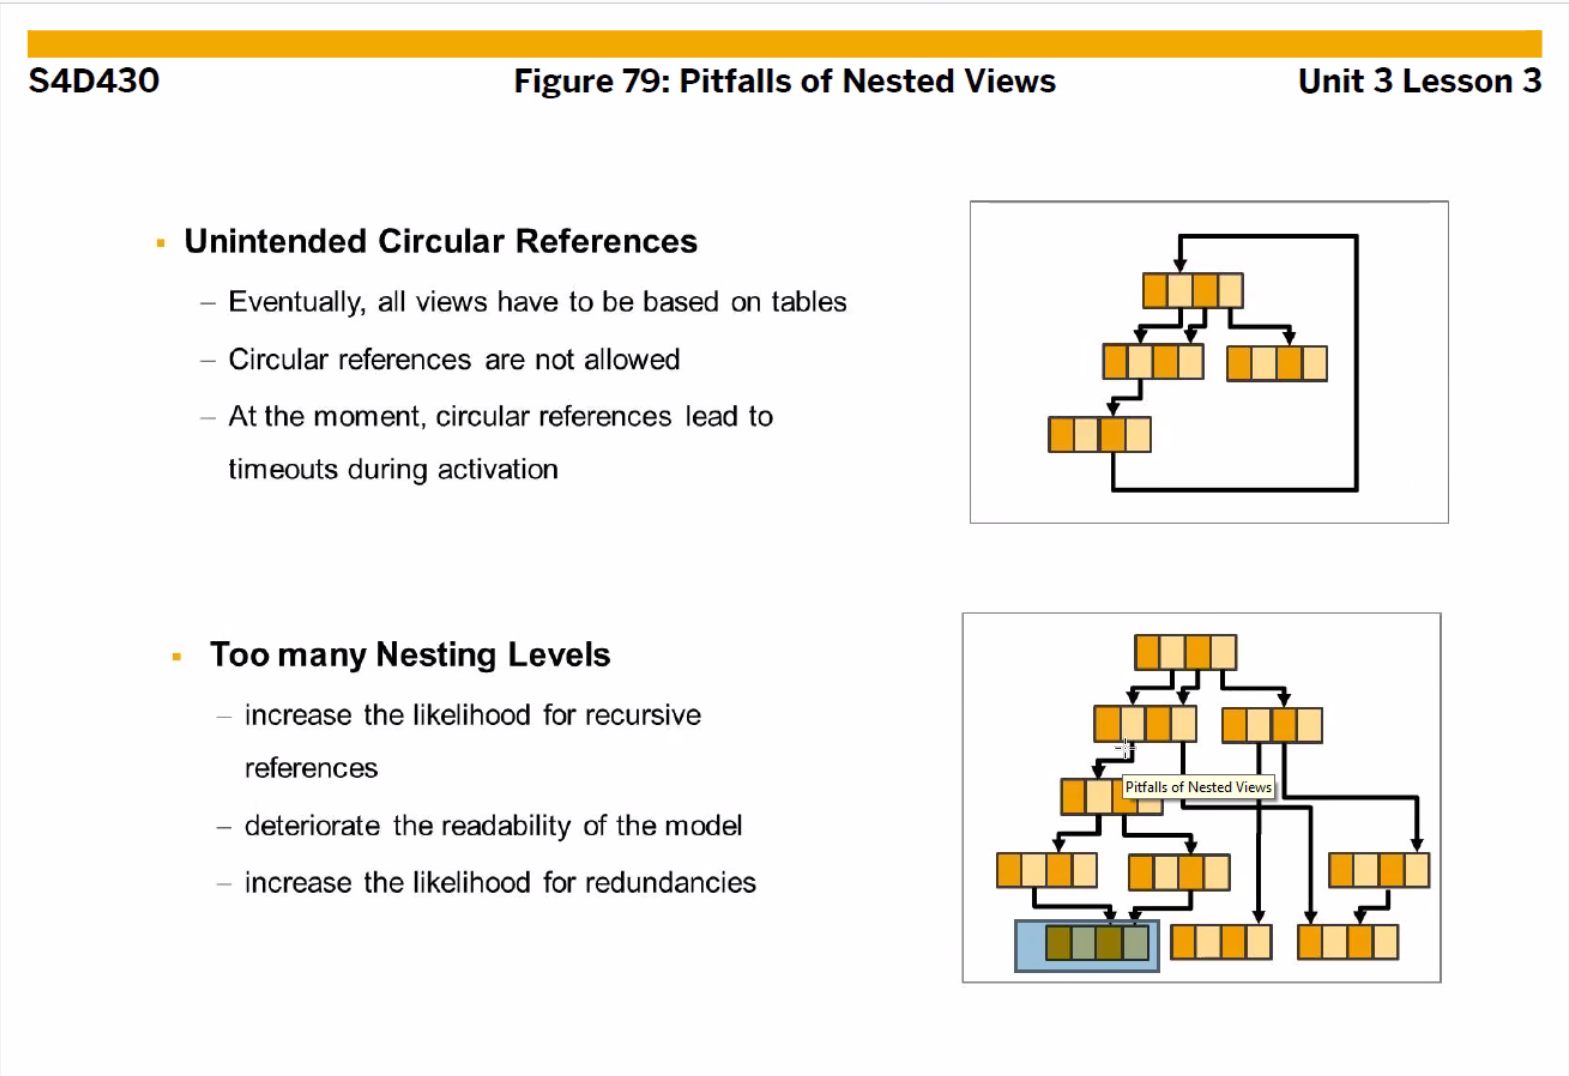 S4D430
Figure 79: Pitfalls of Nested Views
Unit 3 Lesson 3
▪ Unintended Circular References
– Eventually, all views have to be based on tables
– Circular references are not allowed
– At the moment, circular references lead to
timeouts during activation
▪ Too many Nesting Levels
– increase the likelihood for recursive
references
– deteriorate the readability of the model
– increase the likelihood for redundancies
Pitfalls of Nested Views